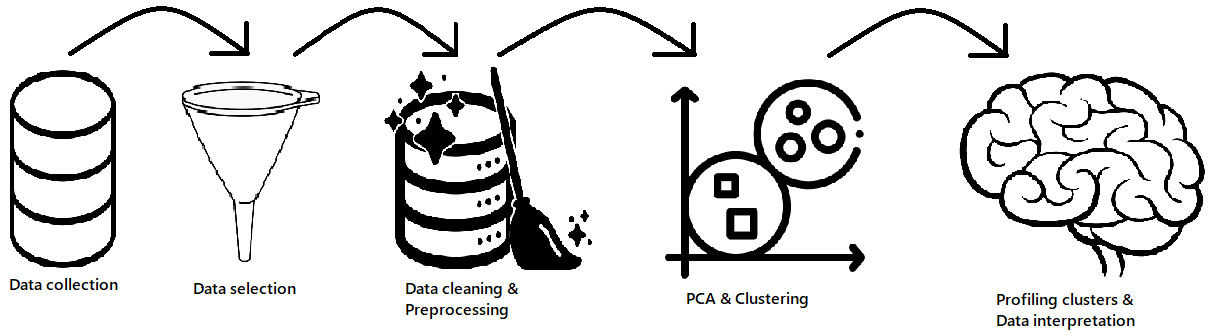 Data collection
Data selection
Data cleaning &
Preprocessing
PCA & Clustering
Profiling clusters &
Data interpretation